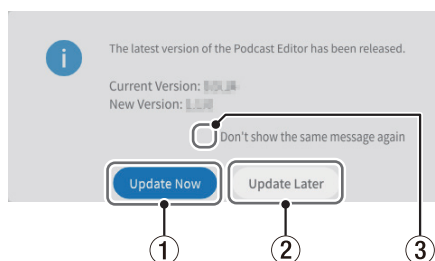 The latest version of the Podcast Editor has been released.
Current Version:
New Version:
Don't show the same message again
Update Now
Update Later
1
2
3